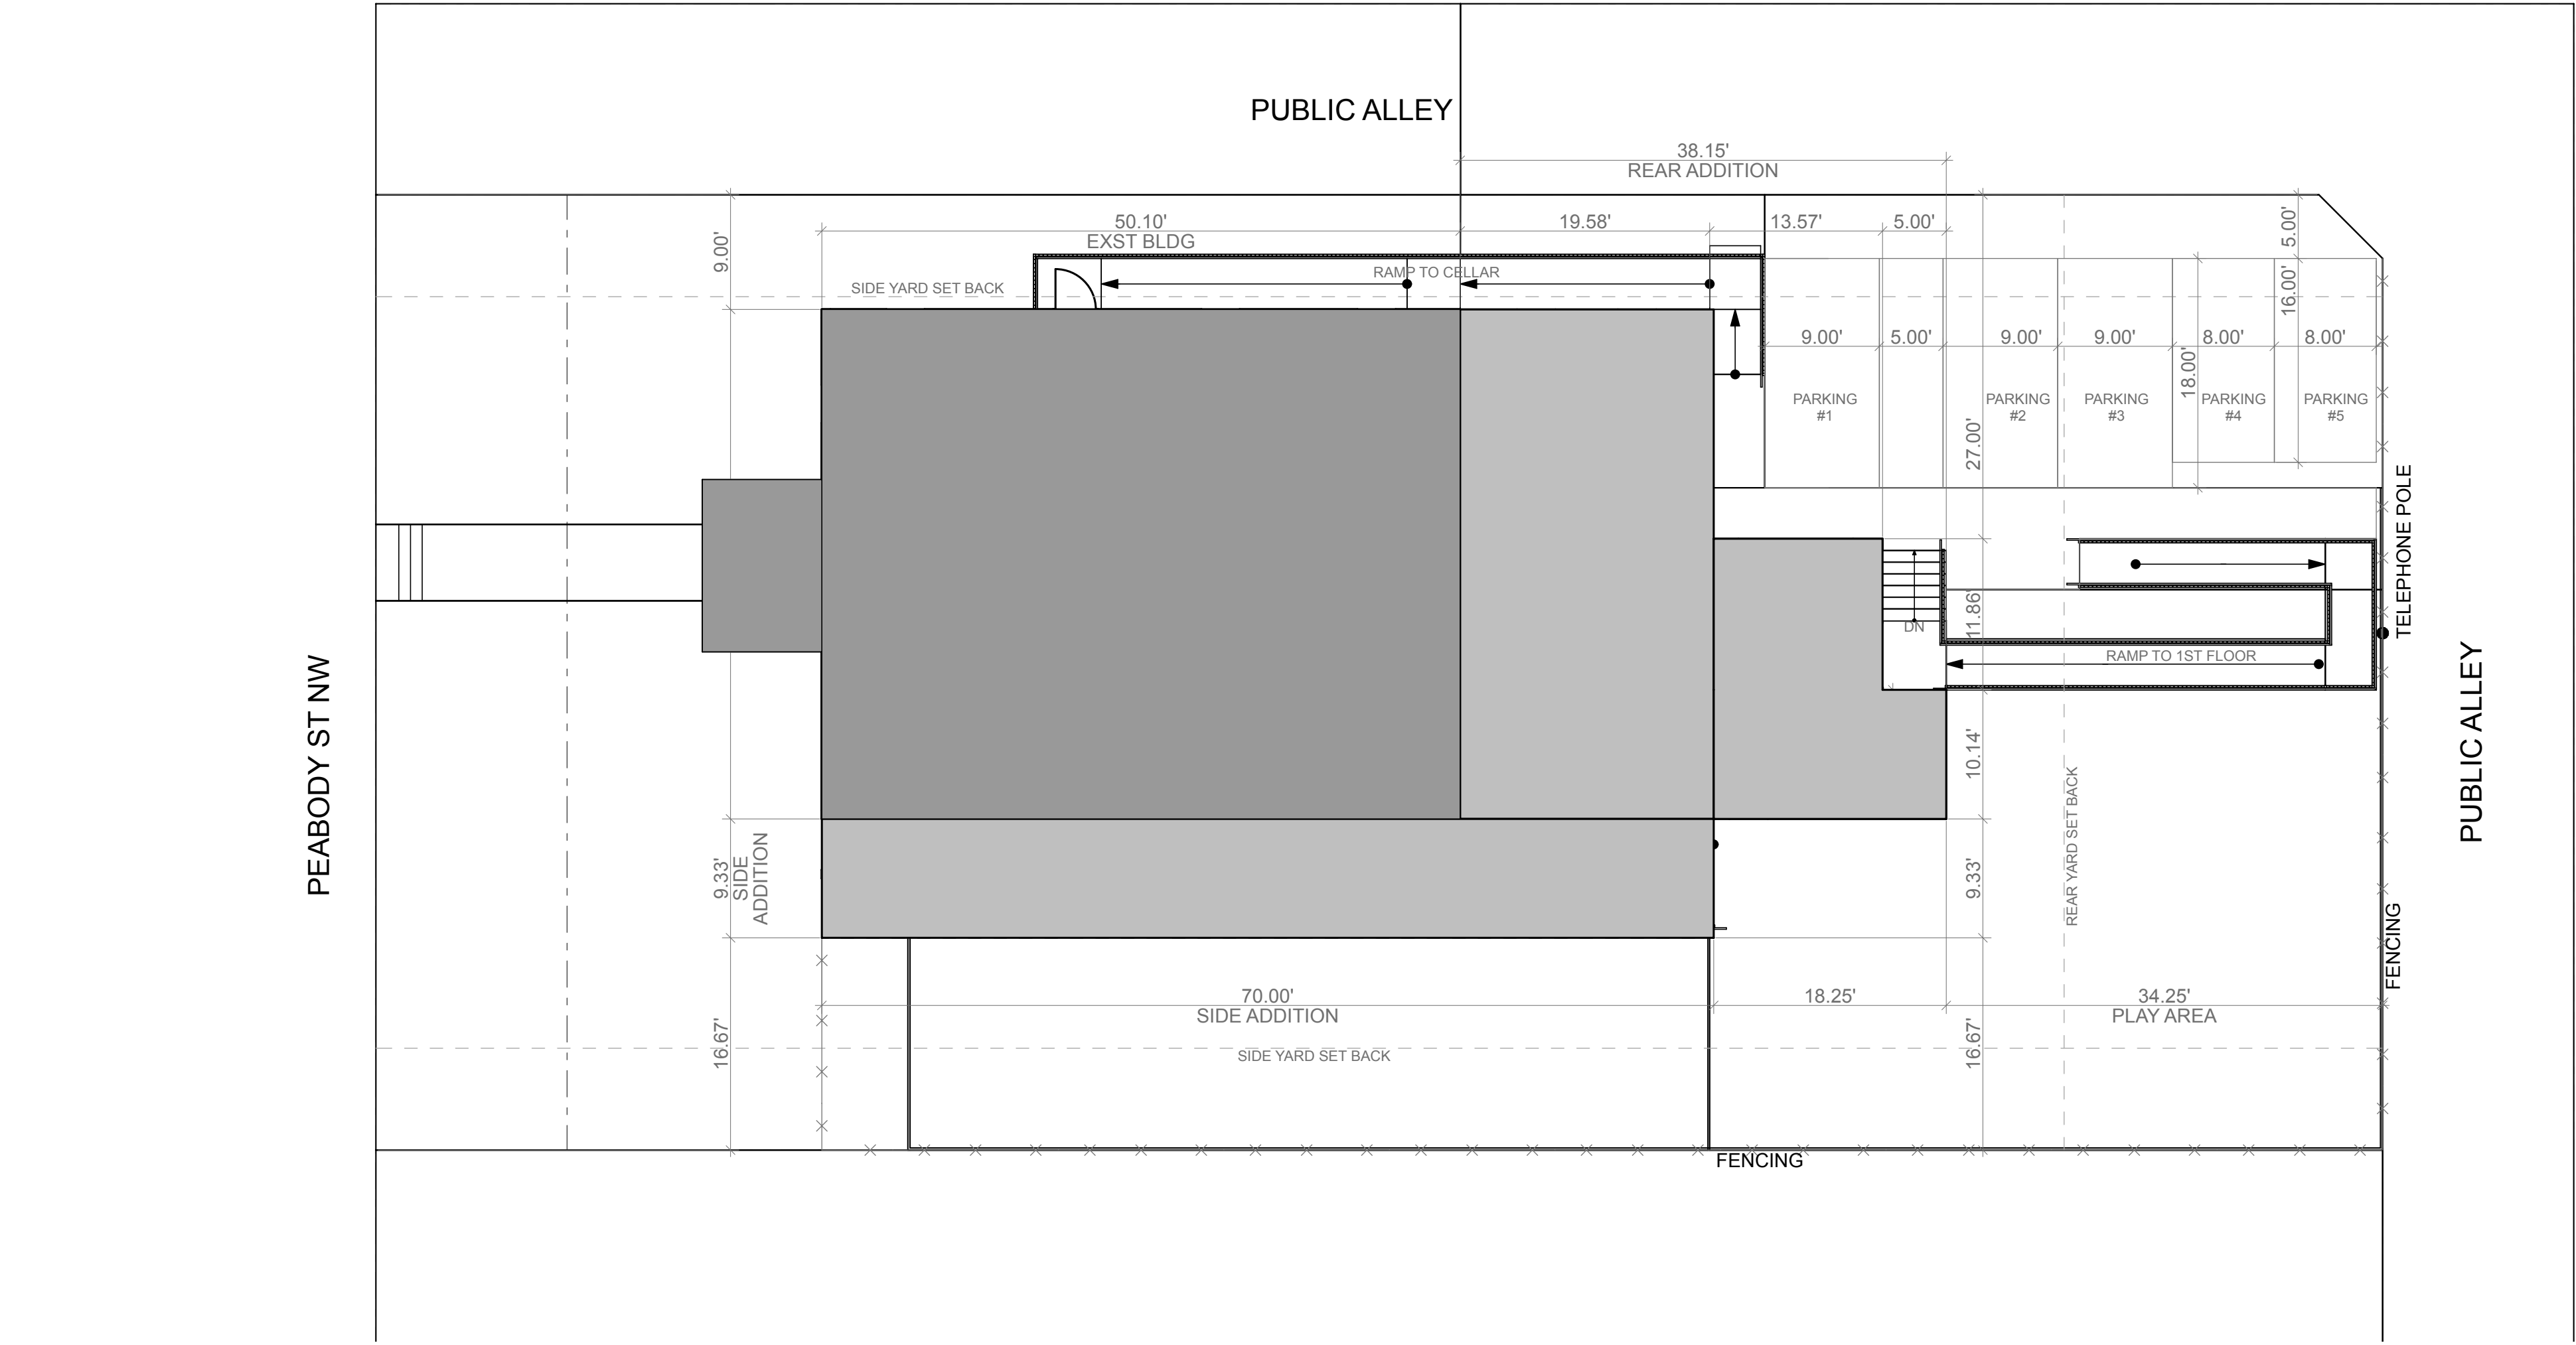 PUBLIC ALLEY
38.15'
REAR ADDITION
50.10'
EXST BLDG
19.58'
13.57'
5.00'
5.00'
9.00'
SIDE YARD SET BACK
RAMP TO CELLAR
16.00'
9.00'
5.00'
9.00'
9.00'
8.00'
8.00'
18.00'
PARKING
#1
PARKING
#2
PARKING
#3
PARKING
#4
PARKING
#5
27.00'
TELEPHONE POLE
11.86'
DN
RAMP TO 1ST FLOOR
PEABODY ST NW
PUBLIC ALLEY
10.14'
REAR YARD SET BACK
9.33'
SIDE
ADDITION
9.33'
FENCING
70.00'
SIDE ADDITION
18.25'
34.25'
PLAY AREA
16.67'
SIDE YARD SET BACK
16.67'
FENCING